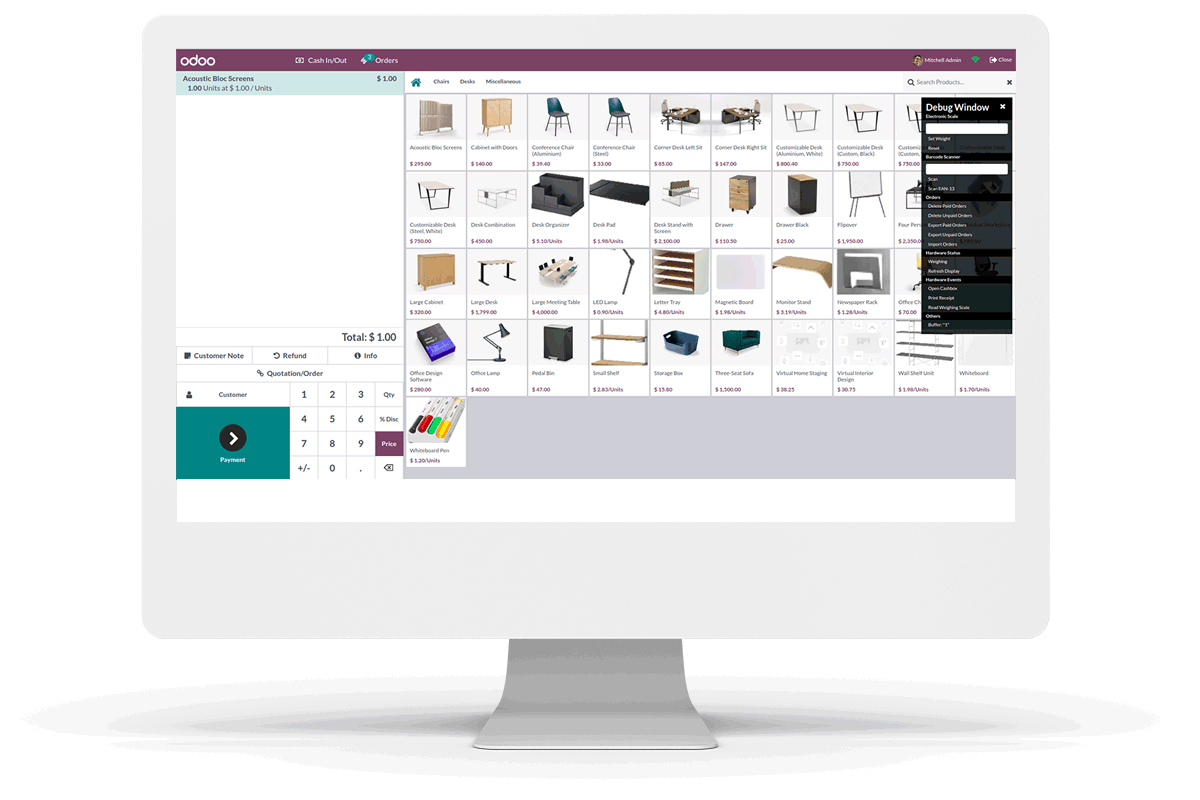 odoo
Cash In/Out
3
Orders
Mitchell Admin
Close
Acoustic Bloc Screens $ 1.00
1.00 Units at $ 1.00 / Units
Chairs Desks Miscellaneous
Search Products...
Acoustic Bloc Screens
$ 295.00
Cabinet with Doors
$ 140.00
Conference Chair
(Aluminium)
$ 39.40
Conference Chair
(Steel)
$ 33.00
Corner Desk Left Sit
$ 85.00
Corner Desk Right Sit
$ 147.00
Customizable Desk
(Aluminium, White)
$ 800.40
Customizable Desk
(Custom, Black)
$ 750.00
Customizable
(Custom,
$ 750.00
Customizable Desk
(Steel, White)
$ 750.00
Desk Combination
$ 450.00
Desk Organizer
$ 5.10/Units
Desk Pad
$ 1.98/Units
Desk Stand with
Screen
$ 2,100.00
Drawer
$ 110.50
Drawer Black
$ 25.00
Flipover
$ 1,950.00
Four Pers
$ 2,350.0
Large Cabinet
$ 320.00
Large Desk
$ 1,799.00
Large Meeting Table
$ 4,000.00
LED Lamp
$ 0.90/Units
Letter Tray
$ 4.80/Units
Magnetic Board
$ 1.98/Units
Monitor Stand
$ 3.19/Units
Newspaper Rack
$ 1.28/Units
Office Ch
$ 70.00
Office Design
Software
$ 280.00
Office Lamp
$ 40.00
Pedal Bin
$ 47.00
Small Shelf
$ 2.83/Units
Storage Box
$ 15.80
Three-Seat Sofa
$ 1,500.00
Virtual Home Staging
$ 38.25
Virtual Interior
Design
$ 30.75
Wall Shelf Unit
$ 1.98/Units
Whiteboard
$ 1.70/Units
Whiteboard Pen
$ 1.20/Units
Debug Window
Electronic Scale
Set Weight
Reset
Barcode Scanner
Scan
Scan EAN-13
Orders
Delete Paid Orders
Delete Unpaid Orders
Export Paid Orders
Export Unpaid Orders
Import Orders
Hardware Status
Weighing
Refresh Display
Hardware Events
Open Cashbox
Print Receipt
Read Weighing Scale
Others
Buffer: "1"
Total: $ 1.00
Customer Note
Refund
Info
Quotation/Order
Customer
1 2 3 Qty
4 5 6 % Disc
7 8 9 Price
+/- 0 .
Payment